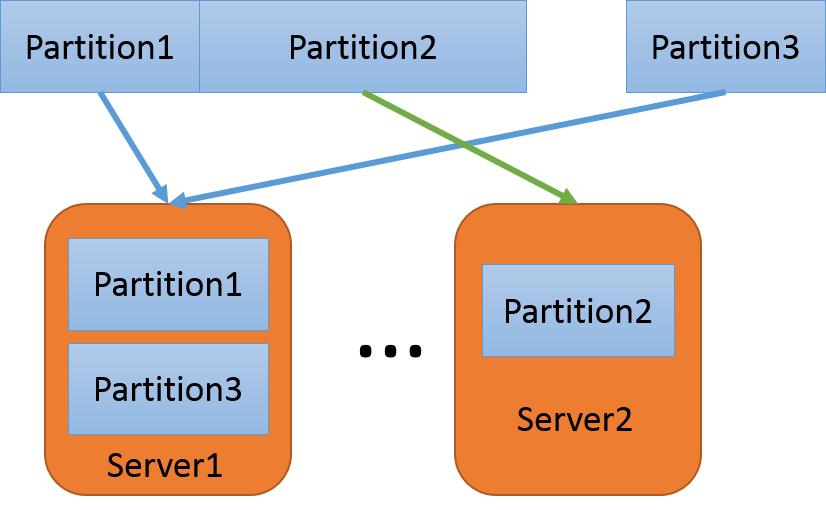 Partition1
Partition2
Partition3
Partition1
Partition3
Server1
...
Partition2
Server2